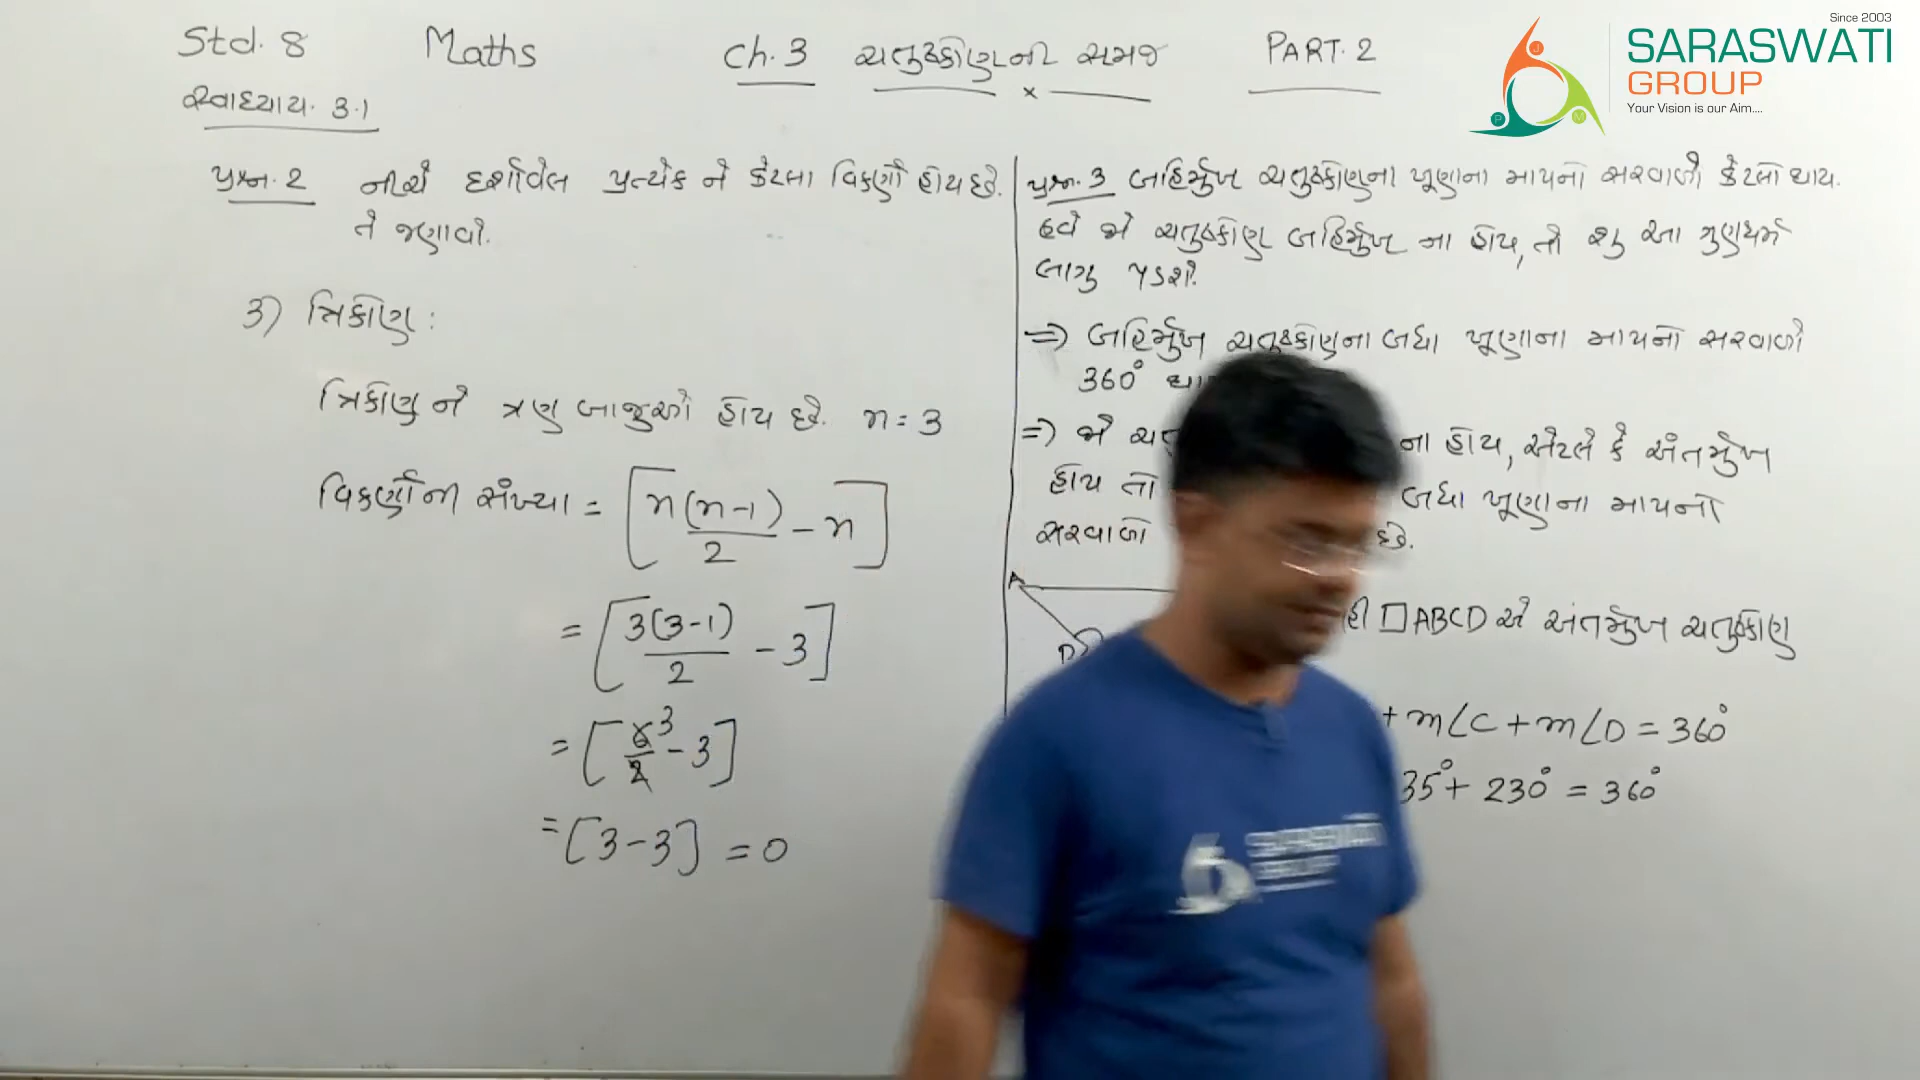 Std. 8 Maths Ch. 3 ચતુષ્કોણની સમજ PART. 2
સ્વાધ્યાય. 3.1
પ્રશ્ન. 2 નીચે દર્શાવેલ પ્રત્યેક ને કેટલા વિકર્ણો હોય છે.
તે જણાવો.
3) ત્રિકોણ :
ત્રિકોણ ને ત્રણ બાજુઓ હોય છે. n = 3
વિકર્ણોની સંખ્યા = [n(n-1)/2 - n]
= [3(3-1)/2 - 3]
= [6/2 3 - 3]
= [3-3] = 0
પ્રશ્ન. 3 બહિર્મુખ ચતુષ્કોણના ખૂણાના માપનો સરવાળો કેટલો થાય.
હવે જો ચતુષ્કોણ બહિર્મુખ ના હોય, તો શુ આ ગુણધર્મ
લાગુ પડશે.
=> બહિર્મુખ ચતુષ્કોણના બધા ખૂણાના માપનો સરવાળો
360°
=> જો ના હોય, એટલે કે અંતર્મુખ
હોય તો બધા ખૂણાના માપનો
સરવાળો છે.
A
D
□ABCD એ અંતર્મુખ ચતુષ્કોણ
+ m∠C + m∠D = 360°
35° + 230° = 360°
Since 2003
SARASWATI
GROUP
Your Vision is our Aim....
J
P
M
SARASWATI
GROUP